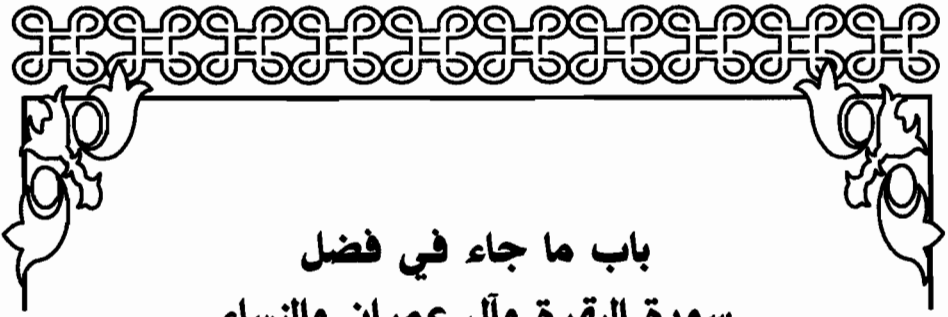 باب ما جاء في فضل
سورة البقرة وآل عمران والنساء